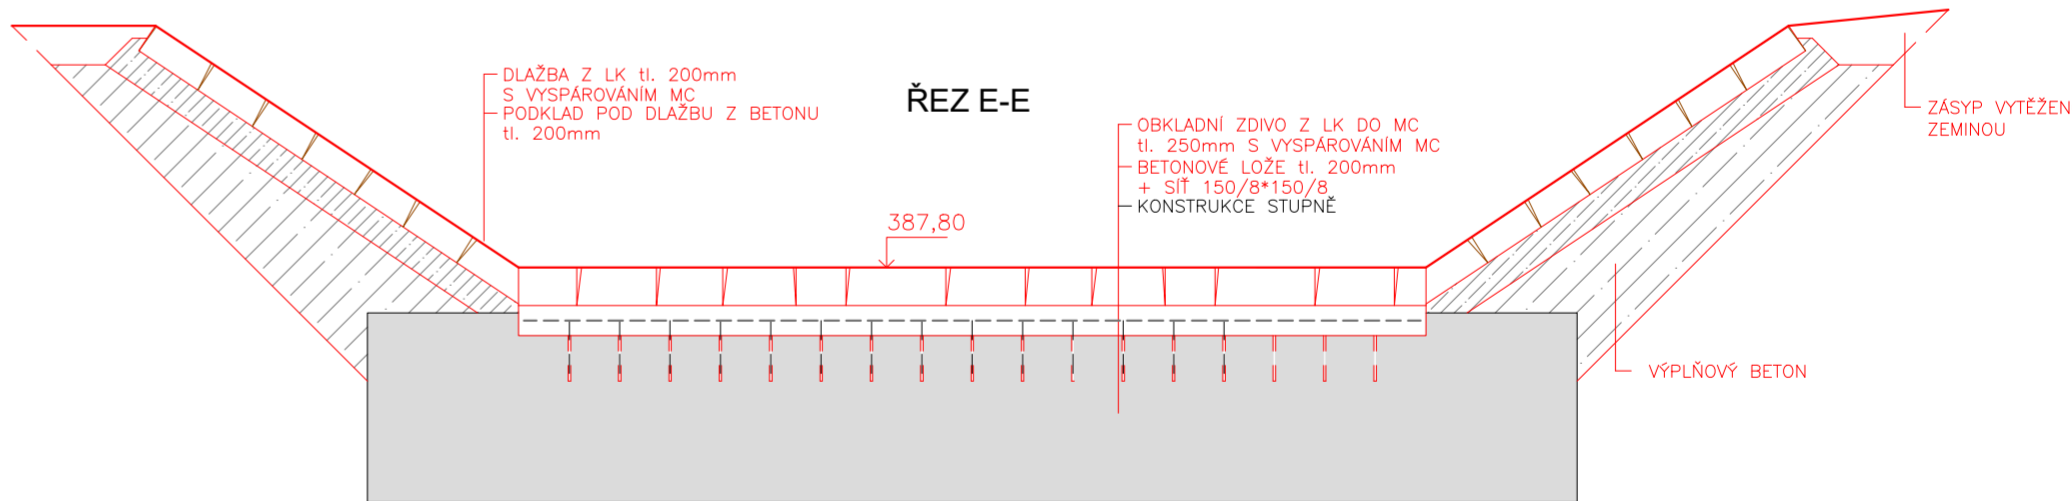 DLAŽBA Z LK tl. 200mm
S VYSPÁROVÁNÍM MC
PODKLAD POD DLAŽBU Z BETONU
tl. 200mm
ŘEZ E-E
OBKLADNÍ ZDIVO Z LK DO MC
tl. 250mm S VYSPÁROVÁNÍM MC
BETONOVÉ LOŽE tl. 200mm
+ SÍŤ 150/8*150/8
KONSTRUKCE STUPNĚ
387,80
ZÁSYP VYTĚŽEN
ZEMINOU
VÝPLŇOVÝ BETON